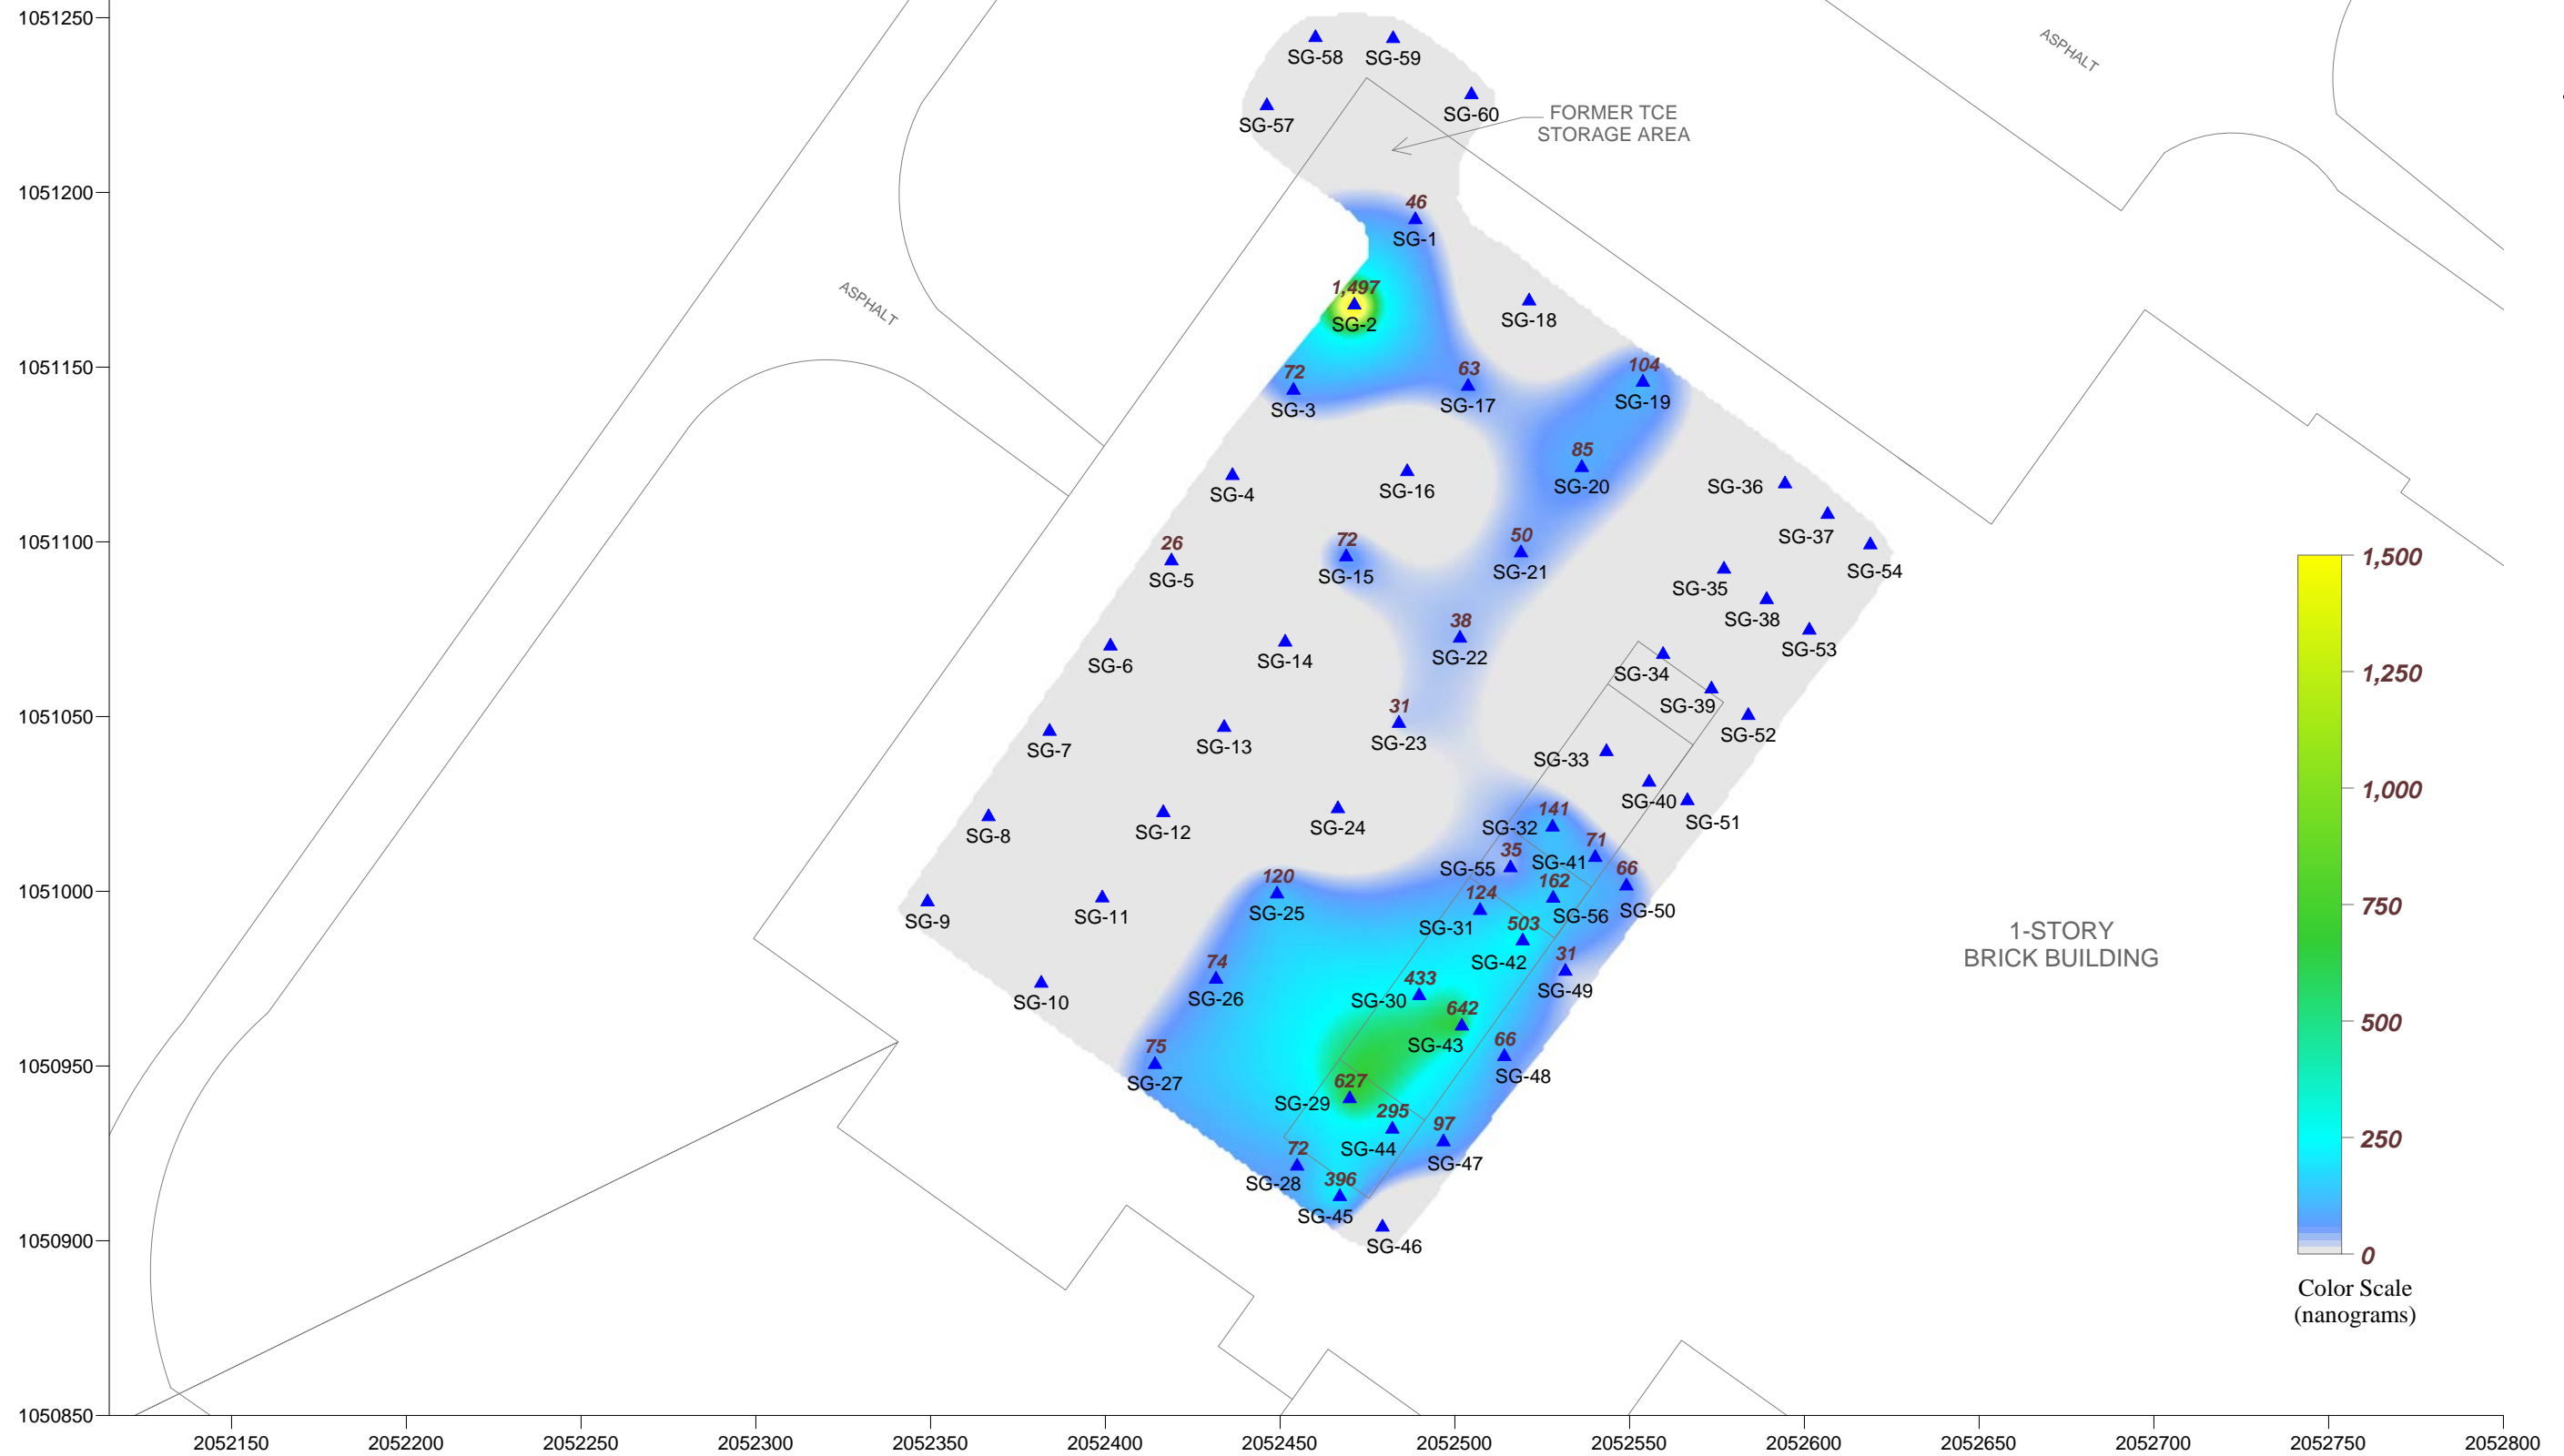 1051250
ASPHALT
SG-58
SG-59
SG-57
SG-60
FORMER TCE
STORAGE AREA
1051200
46
SG-1
ASPHALT
1,497
SG-2
SG-18
1051150
72
SG-3
63
SG-17
104
SG-19
85
SG-20
SG-4
SG-16
SG-36
SG-37
1051100
26
SG-5
72
SG-15
50
SG-21
SG-54
SG-35
SG-38
SG-53
SG-6
SG-14
38
SG-22
SG-34
SG-39
1051050
SG-7
SG-13
31
SG-23
SG-52
SG-33
SG-40
SG-51
SG-8
SG-12
SG-24
141
SG-32
35
SG-55
71
SG-41
1051000
SG-9
SG-11
120
SG-25
124
SG-31
162
SG-56
66
SG-50
503
SG-42
31
SG-49
1-STORY
BRICK BUILDING
SG-10
74
SG-26
433
SG-30
642
SG-43
1050950
75
SG-27
66
SG-48
627
SG-29
295
SG-44
97
SG-47
72
SG-28
396
SG-45
1050900
SG-46
1050850
1,500
1,250
1,000
750
500
250
0
Color Scale
(nanograms)
2052150 2052200 2052250 2052300 2052350 2052400 2052450 2052500 2052550 2052600 2052650 2052700 2052750 2052800